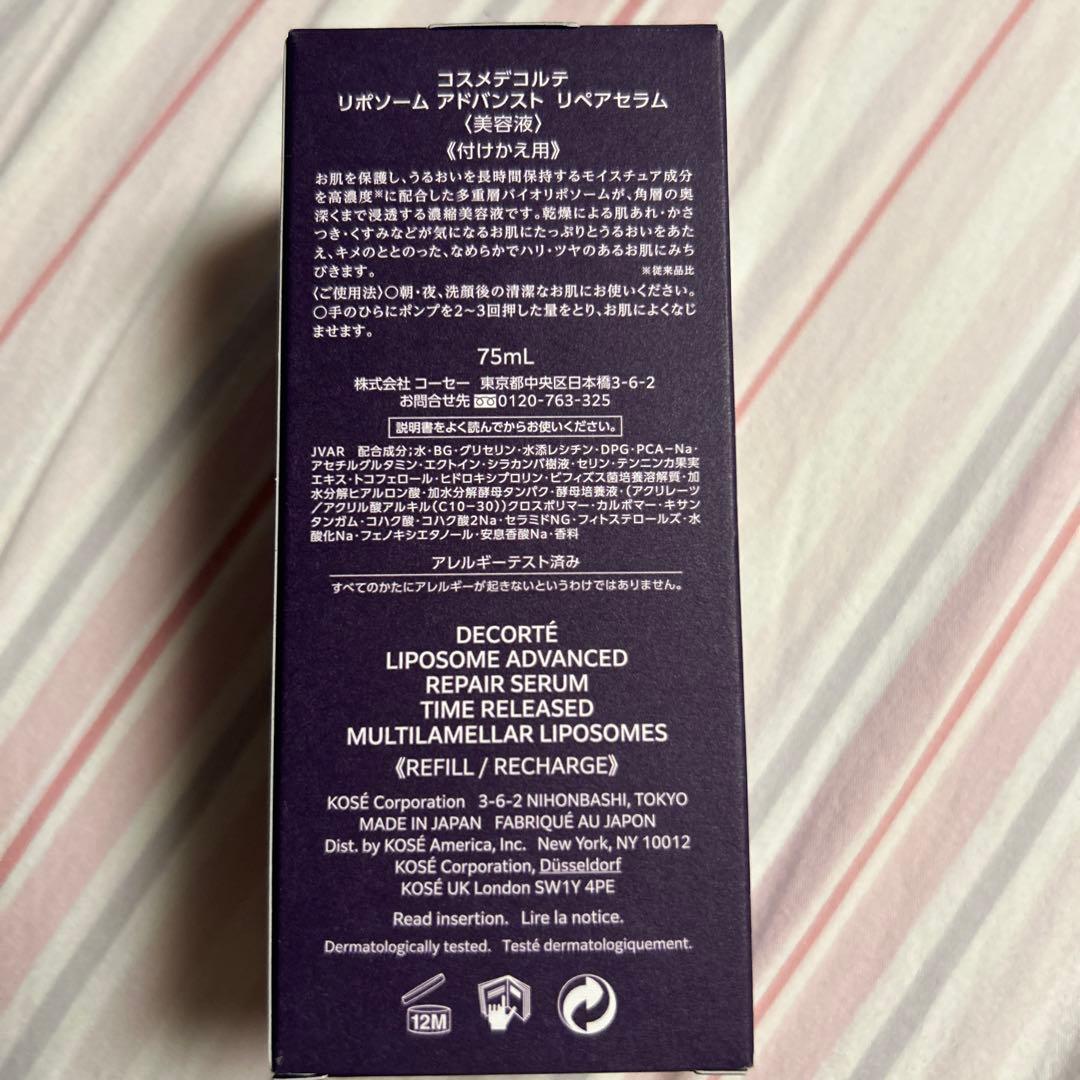 コスメデコルテ
リポソーム アドバンスト リペアセラム
〈美容液〉
《付けかえ用》
お肌を保護し、うるおいを長時間保持するモイスチュア成分
を高濃度※に配合した多重層バイオリポソームが、角層の奥
深くまで浸透する濃縮美容液です。乾燥による肌あれ・かさ
つき・くすみなどが気になるお肌にたっぷりとうるおいをあた
え、キメのととのった、なめらかでハリ・ツヤのあるお肌にみち
びきます。 ※従来品比
〈ご使用法〉○朝・夜、洗顔後の清潔なお肌にお使いください。
○手のひらにポンプを2〜3回押した量をとり、お肌によくなじ
ませます。
75mL
株式会社 コーセー 東京都中央区日本橋3-6-2
お問合せ先 0120-763-325
説明書をよく読んでからお使いください。
JVAR 配合成分;水・BG・グリセリン・水添レシチン・DPG・PCA-Na・
アセチルグルタミン・エクトイン・シラカンバ樹液・セリン・テンニンカ果実
エキス・トコフェロール・ヒドロキシプロリン・ビフィズス菌培養溶解質・加
水分解ヒアルロン酸・加水分解酵母タンパク・酵母培養液・(アクリレーツ
/アクリル酸アルキル(C10-30))クロスポリマー・カルボマー・キサン
タンガム・コハク酸・コハク酸2Na・セラミドNG・フィトステロールズ・水
酸化Na・フェノキシエタノール・安息香酸Na・香料
アレルギーテスト済み
すべてのかたにアレルギーが起きないというわけではありません。
DECORTÉ
LIPOSOME ADVANCED
REPAIR SERUM
TIME RELEASED
MULTILAMELLAR LIPOSOMES
《REFILL / RECHARGE》
KOSÉ Corporation 3-6-2 NIHONBASHI, TOKYO
MADE IN JAPAN FABRIQUÉ AU JAPON
Dist. by KOSÉ America, Inc. New York, NY 10012
KOSÉ Corporation, Düsseldorf
KOSÉ UK London SW1Y 4PE
Read insertion. Lire la notice.
Dermatologically tested. Testé dermatologiquement.
12M